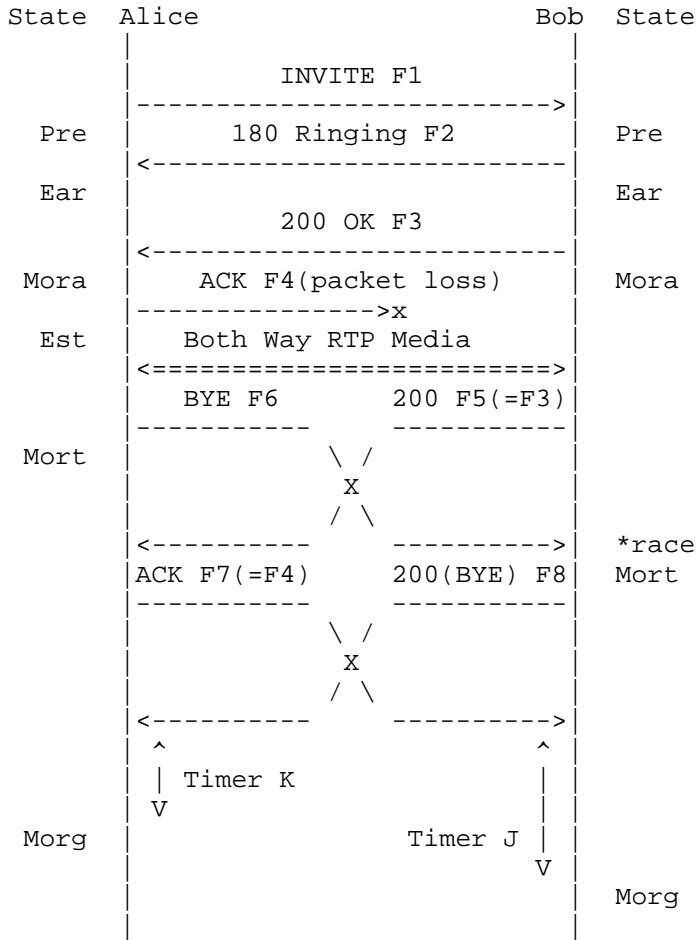 State  Alice                          Bob  State
INVITE F1
Pre 180 Ringing F2 Pre
Ear Ear
200 OK F3
Mora ACK F4(packet loss) Mora
x
Est Both Way RTP Media
BYE F6 200 F5(=F3)
Mort
X
*race
ACK F7(=F4) 200(BYE) F8 Mort
X
Timer K
V
Morg Timer J
V
Morg